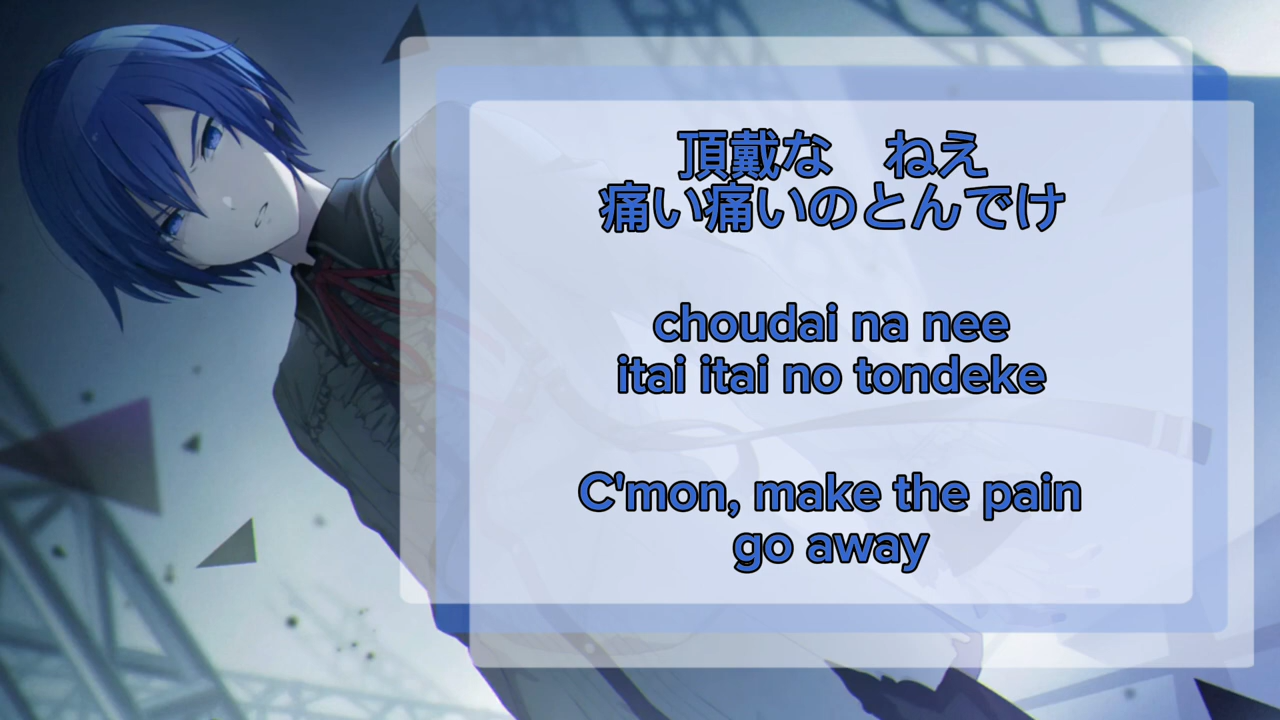 頂戴な　ねえ
痛い痛いのとんでけ
choudai na nee
itai itai no tondeke
C'mon, make the pain
go away